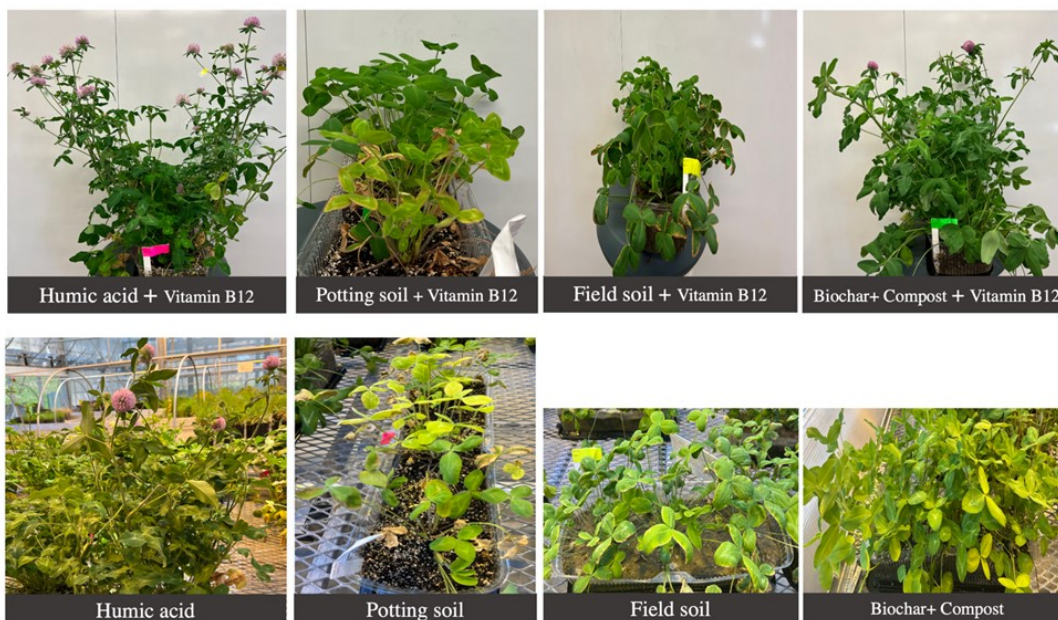 Humic acid + Vitamin B12
Potting soil + Vitamin B12
Field soil + Vitamin B12
Biochar+ Compost + Vitamin B12
Humic acid
Potting soil
Field soil
Biochar+ Compost